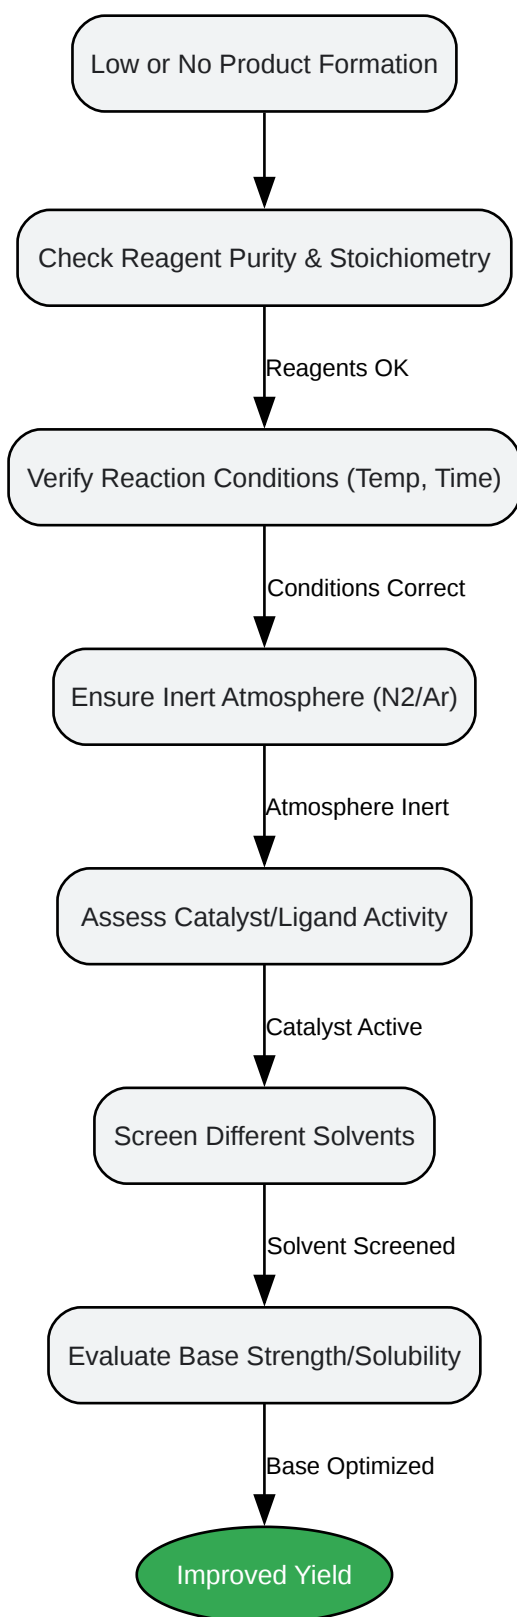 Low or No Product Formation
Check Reagent Purity & Stoichiometry
Reagents OK
Verify Reaction Conditions (Temp, Time)
Conditions Correct
Ensure Inert Atmosphere (N2/Ar)
Atmosphere Inert
Assess Catalyst/Ligand Activity
Catalyst Active
Screen Different Solvents
Solvent Screened
Evaluate Base Strength/Solubility
Base Optimized
Improved Yield